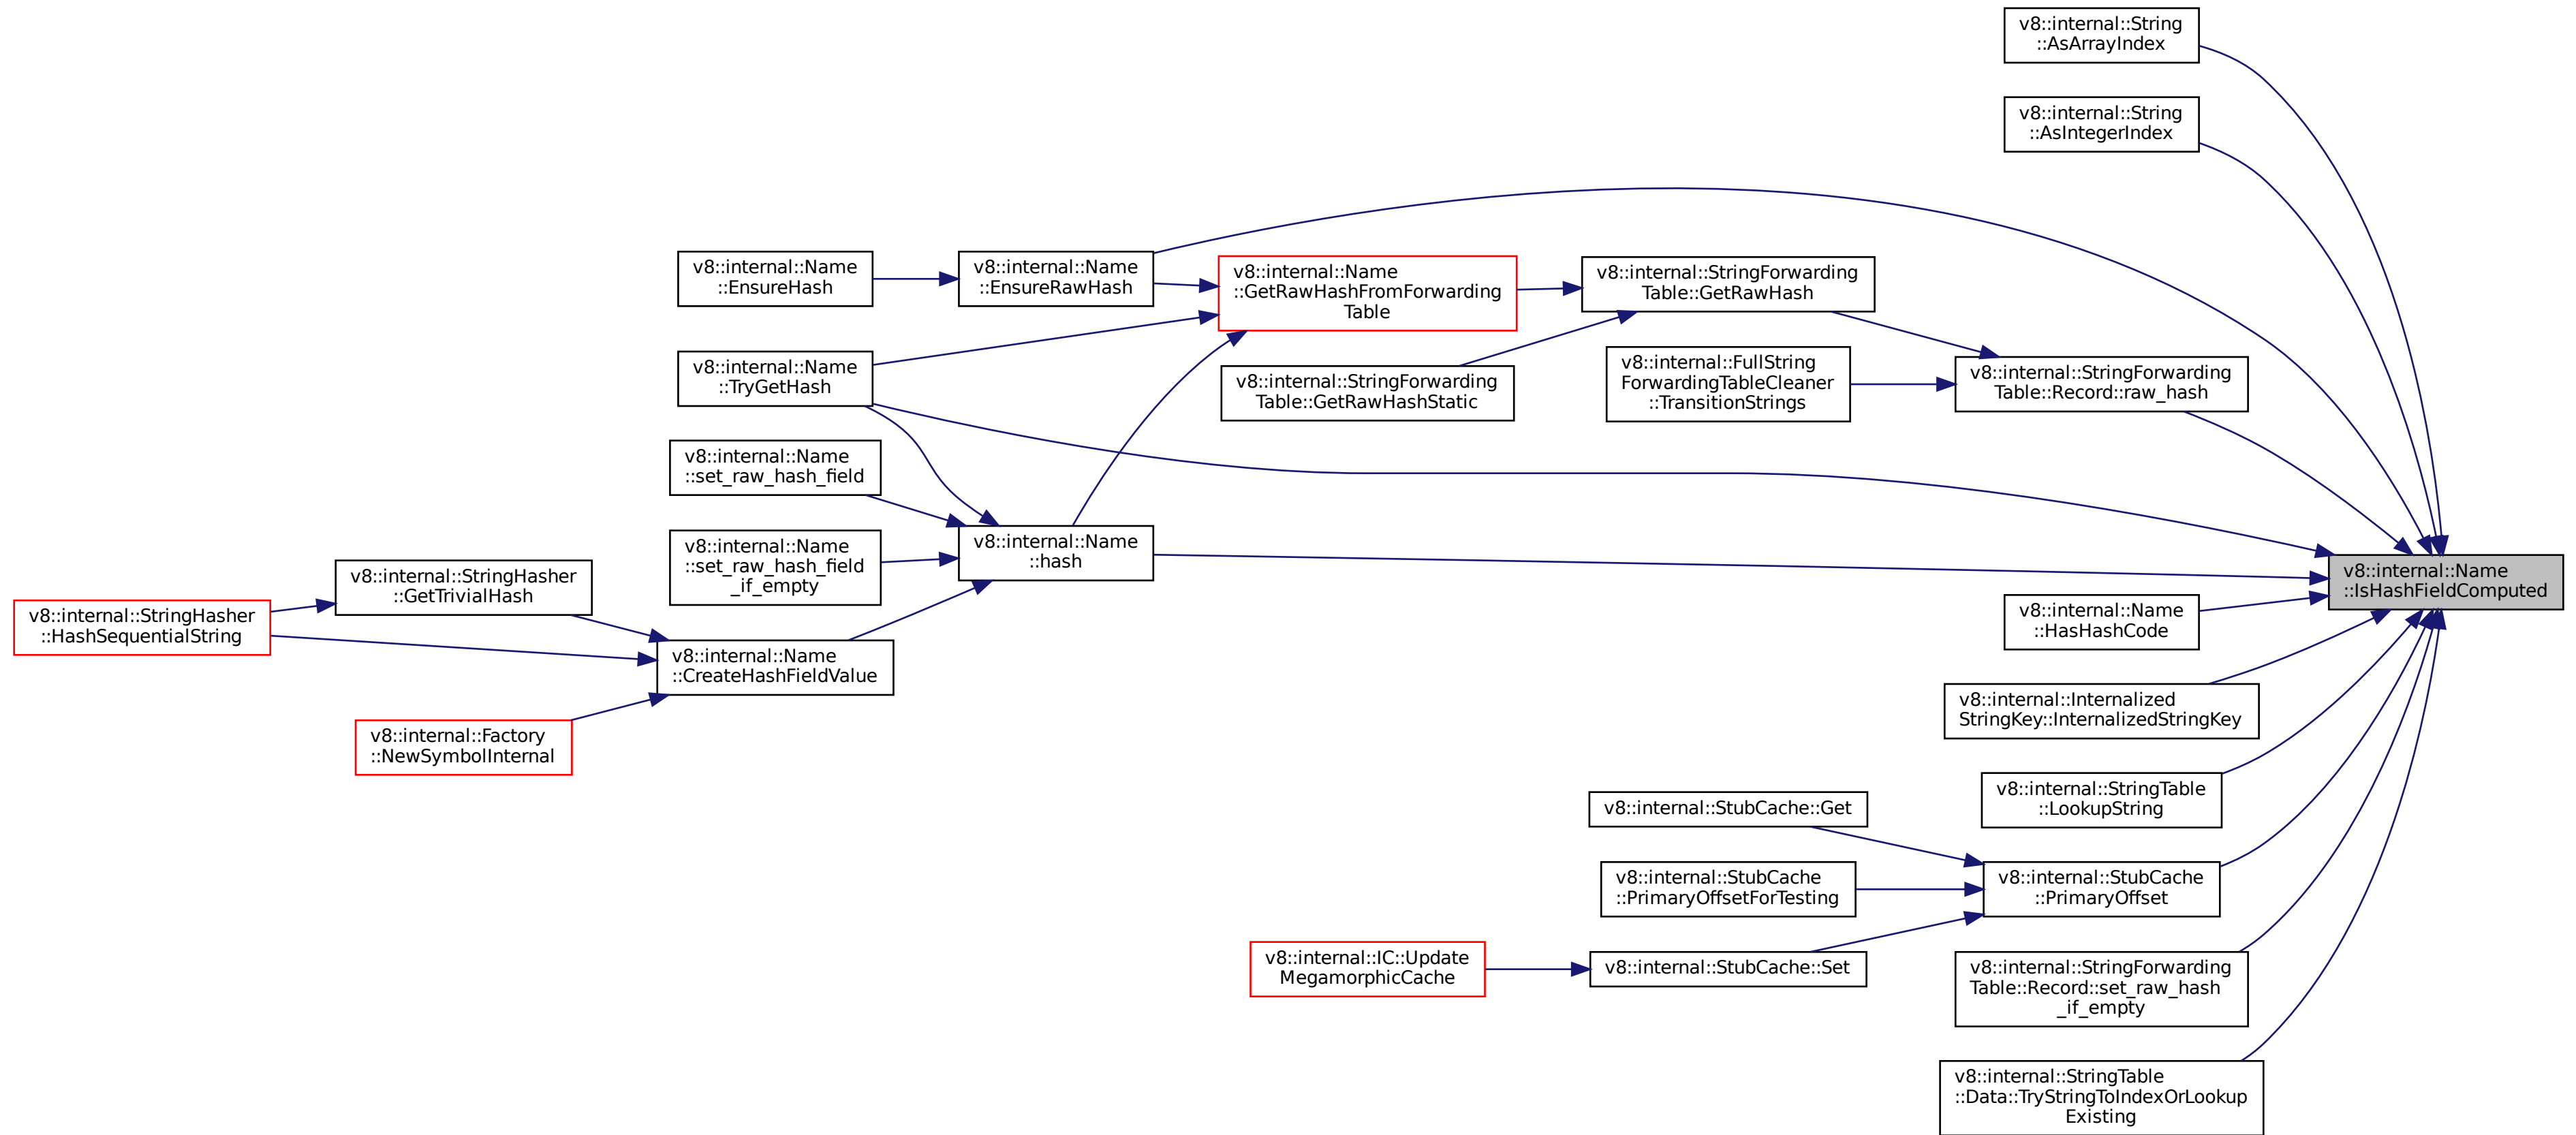 v8::internal::String
::AsArrayIndex
v8::internal::String
::AsIntegerIndex
v8::internal::Name
::EnsureHash
v8::internal::Name
::EnsureRawHash
v8::internal::Name
::GetRawHashFromForwarding
Table
v8::internal::StringForwarding
Table::GetRawHash
v8::internal::Name
::TryGetHash
v8::internal::StringForwarding
Table::GetRawHashStatic
v8::internal::FullString
ForwardingTableCleaner
::TransitionStrings
v8::internal::StringForwarding
Table::Record::raw_hash
v8::internal::Name
::set_raw_hash_field
v8::internal::Name
::set_raw_hash_field
_if_empty
v8::internal::Name
::hash
v8::internal::Name
::IsHashFieldComputed
v8::internal::StringHasher
::GetTrivialHash
v8::internal::StringHasher
::HashSequentialString
v8::internal::Name
::CreateHashFieldValue
v8::internal::Name
::HasHashCode
v8::internal::Factory
::NewSymbolInternal
v8::internal::Internalized
StringKey::InternalizedStringKey
v8::internal::StringTable
::LookupString
v8::internal::StubCache::Get
v8::internal::StubCache
::PrimaryOffsetForTesting
v8::internal::StubCache
::PrimaryOffset
v8::internal::IC::Update
MegamorphicCache
v8::internal::StubCache::Set
v8::internal::StringForwarding
Table::Record::set_raw_hash
_if_empty
v8::internal::StringTable
::Data::TryStringToIndexOrLookup
Existing